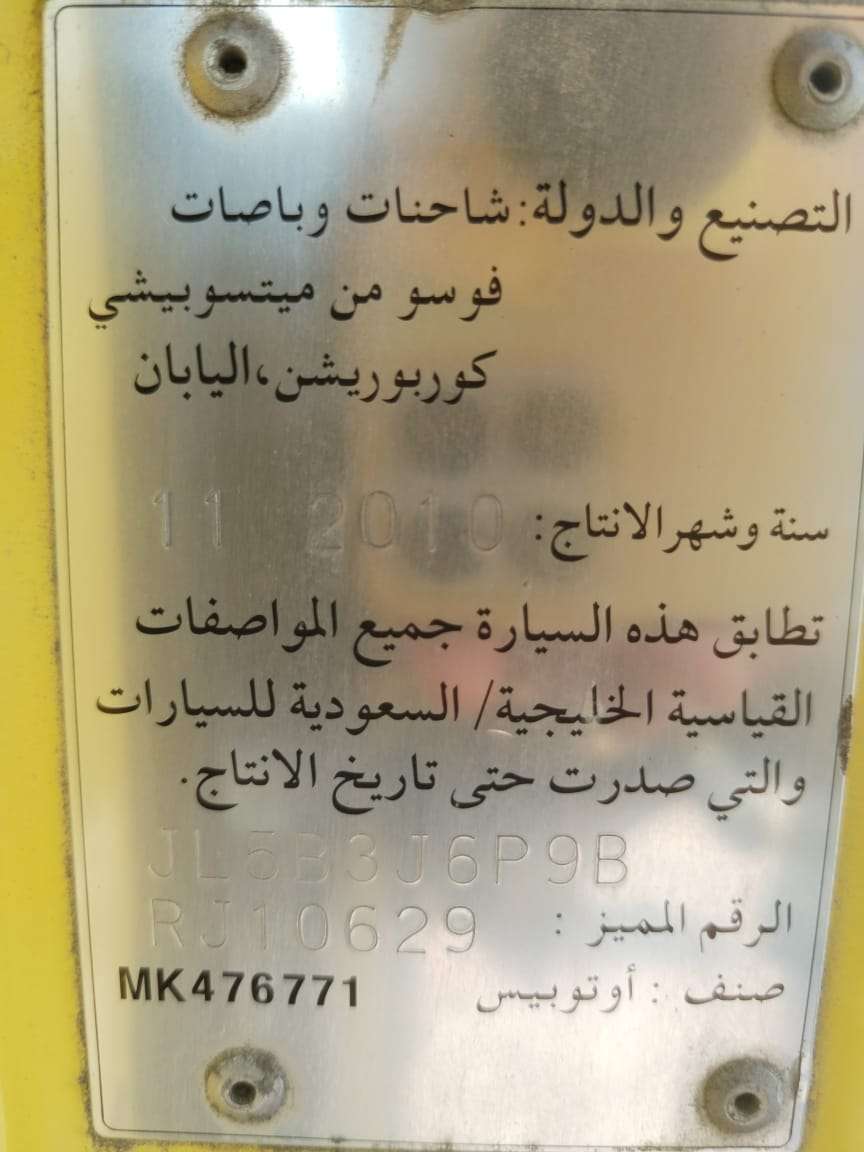 التصنيع والدولة: شاحنات وباصات
فوسو من ميتسوبيشي
كوربوريشن، اليابان
سنة وشهر الانتاج: 2010 11
تطابق هذه السيارة جميع المواصفات
القياسية الخليجية/ السعودية للسيارات
والتي صدرت حتى تاريخ الانتاج.
JL5B3J6P9B
الرقم المميز : RJ10629
صنف : أوتوبيس MK476771